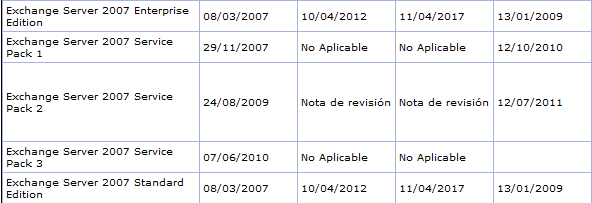 Exchange Server 2007 Enterprise Edition 08/03/2007 10/04/2012 11/04/2017 13/01/2009
Exchange Server 2007 Service Pack 1 29/11/2007 No Aplicable No Aplicable 12/10/2010
Exchange Server 2007 Service Pack 2 24/08/2009 Nota de revisión Nota de revisión 12/07/2011
Exchange Server 2007 Service Pack 3 07/06/2010 No Aplicable No Aplicable
Exchange Server 2007 Standard Edition 08/03/2007 10/04/2012 11/04/2017 13/01/2009